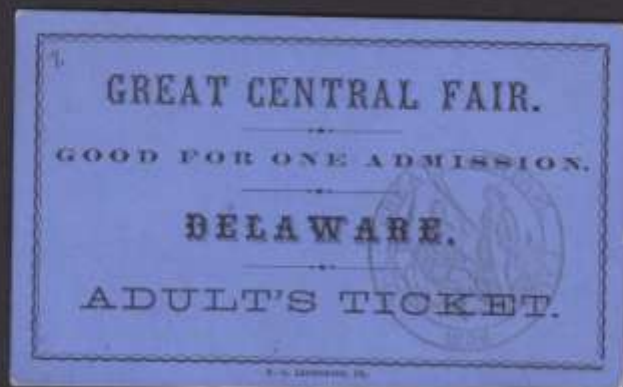 GREAT CENTRAL FAIR.
GOOD FOR ONE ADMISSION.
DELAWARE.
ADULT'S TICKET.